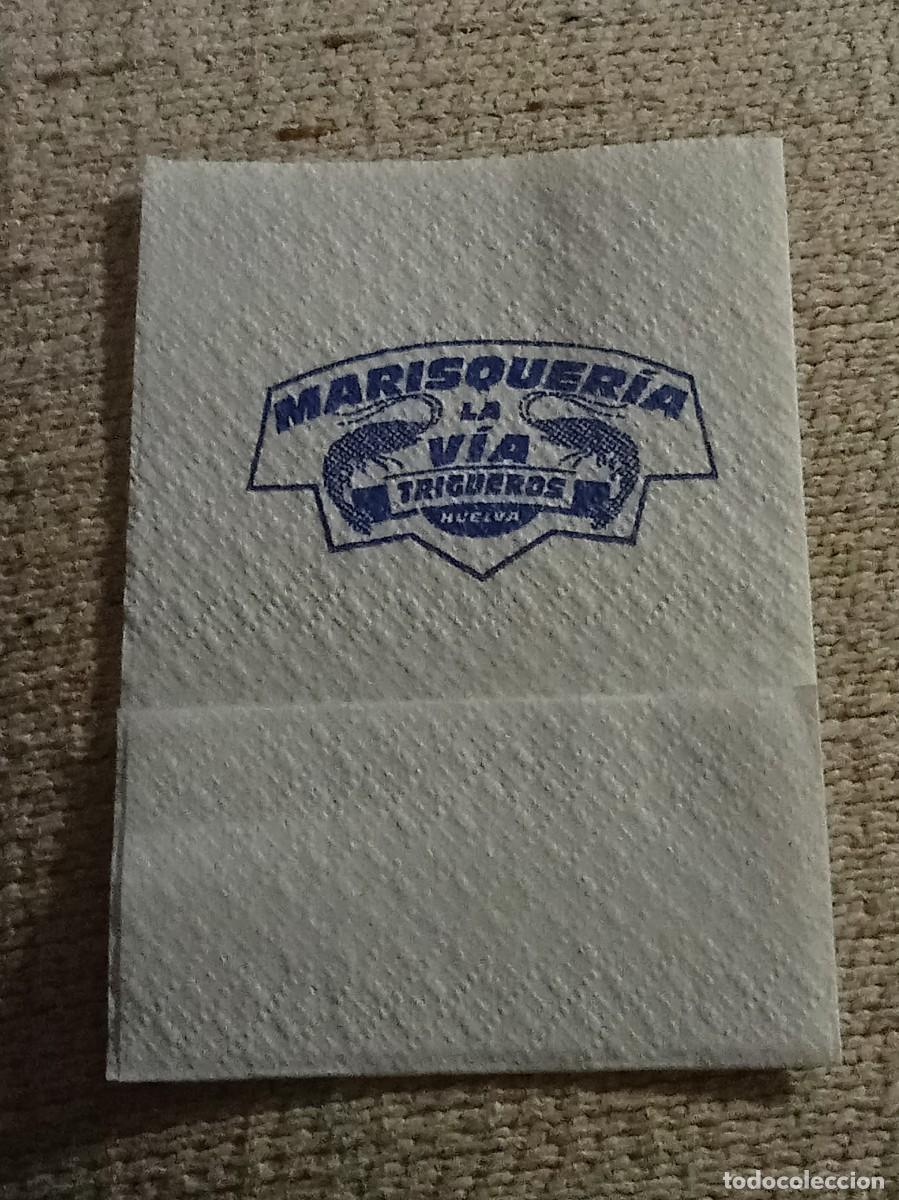 MARISQUERÍA
LA
VÍA
TRIGUEROS
HUELVA
todocoleccion